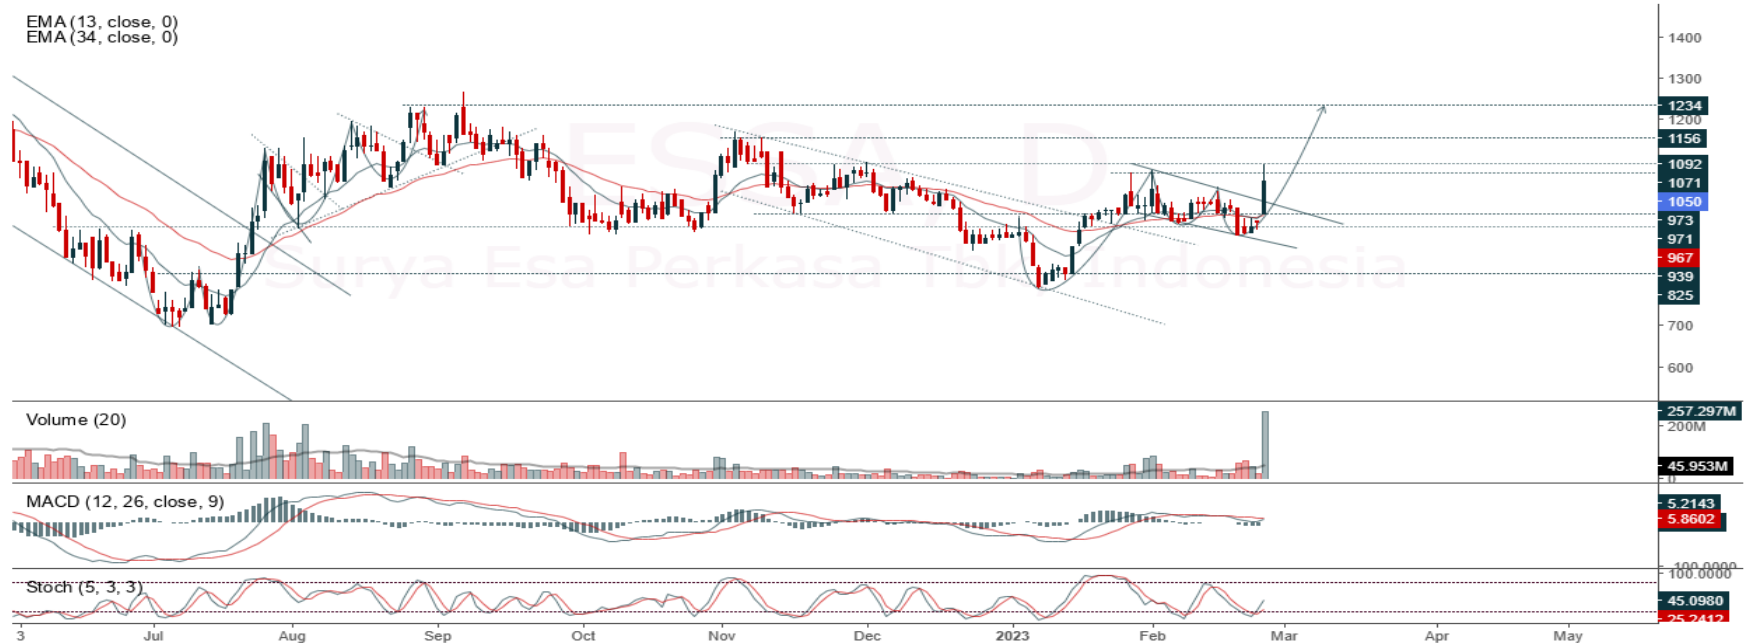 EMA (13, close, 0)
EMA (34, close, 0)
ESSA, D
Surya Esa Perkasa Tbk, Indonesia
1400
1300
1234
1200
1156
1092
1071
1050
973
971
967
939
825
700
600
Volume (20)
257.297M
200M
45.953M
0
MACD (12, 26, close, 9)
5.2143
5.8602
-100.0000
Stoch (5, 3, 3)
100.0000
45.0980
25.2412
3 Jul Aug Sep Oct Nov Dec 2023 Feb Mar Apr May